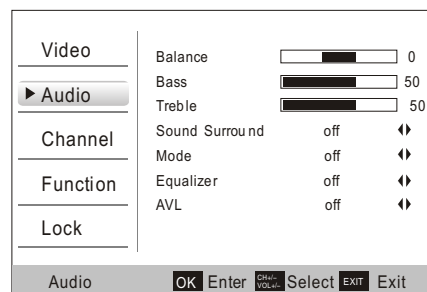 Video
Audio
Channel
Function
Lock
Balance 0
Bass 50
Treble 50
Sound Surround off
Mode off
Equalizer off
AVL off
Audio OK Enter CH+/- VOL+/- Select EXIT Exit